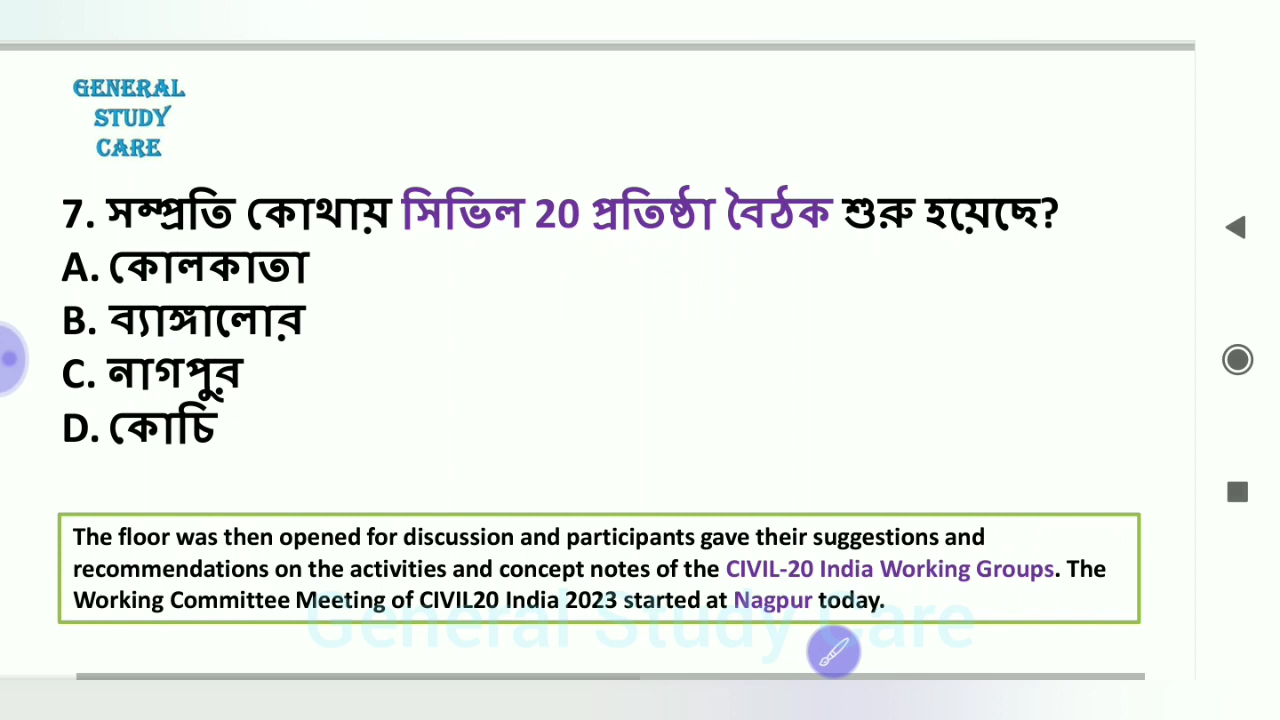 GENERAL
STUDY
CARE
7. সম্প্রতি কোথায় সিভিল 20 প্রতিষ্ঠা বৈঠক শুরু হয়েছে?
A. কোলকাতা
B. ব্যাঙ্গালোর
C. নাগপুর
D. কোচি
The floor was then opened for discussion and participants gave their suggestions and
recommendations on the activities and concept notes of the CIVIL-20 India Working Groups. The
Working Committee Meeting of CIVIL20 India 2023 started at Nagpur today.
General Study Care